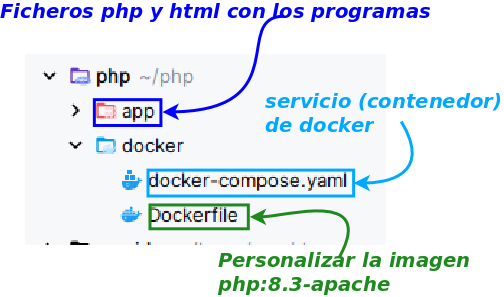 Ficheros php y html con los programas
php ~/php
app
servicio (contenedor)
de docker
docker
docker-compose.yaml
Dockerfile
Personalizar la imagen
php:8.3-apache